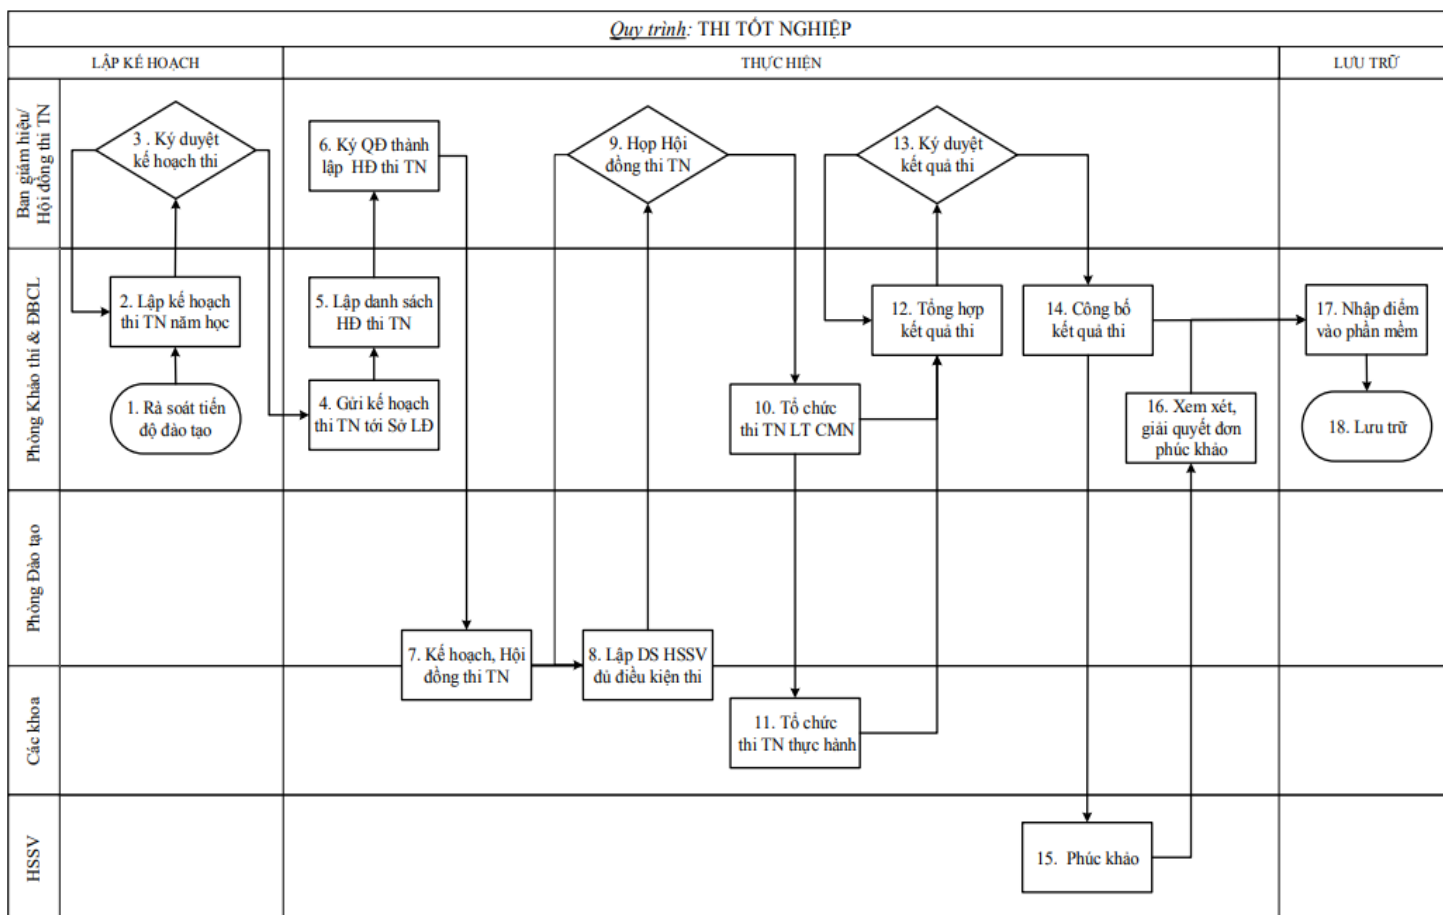 Quy trình: THI TỐT NGHIỆP
LẬP KẾ HOẠCH
THỰC HIỆN
LƯU TRỮ
Ban giám hiệu/
Hội đồng thi TN
3 . Ký duyệt
kế hoạch thi
6. Ký QĐ thành
lập HĐ thi TN
9. Họp Hội
đồng thi TN
13. Ký duyệt
kết quả thi
Phòng Khảo thí & ĐBCL
2. Lập kế hoạch
thi TN năm học
5. Lập danh sách
HĐ thi TN
12. Tổng hợp
kết quả thi
14. Công bố
kết quả thi
17. Nhập điểm
vào phần mềm
1. Rà soát tiến
độ đào tạo
4. Gửi kế hoạch
thi TN tới Sở LĐ
10. Tổ chức
thi TN LT CMN
16. Xem xét,
giải quyết đơn
phúc khảo
18. Lưu trữ
Phòng Đào tạo
7. Kế hoạch, Hội
đồng thi TN
8. Lập DS HSSV
đủ điều kiện thi
Các khoa
11. Tổ chức
thi TN thực hành
HSSV
15. Phúc khảo